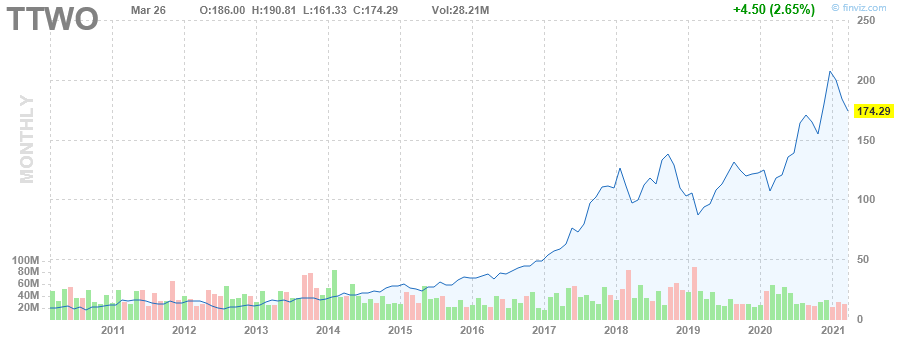 TTWO
Mar 26 O:186.00 H:190.81 L:161.33 C:174.29 Vol:28.21M +4.50 (2.65%) © finviz.com
MONTHLY
250
200
174.29
150
100
50
0
100M
80M
60M
40M
20M
2011 2012 2013 2014 2015 2016 2017 2018 2019 2020 2021